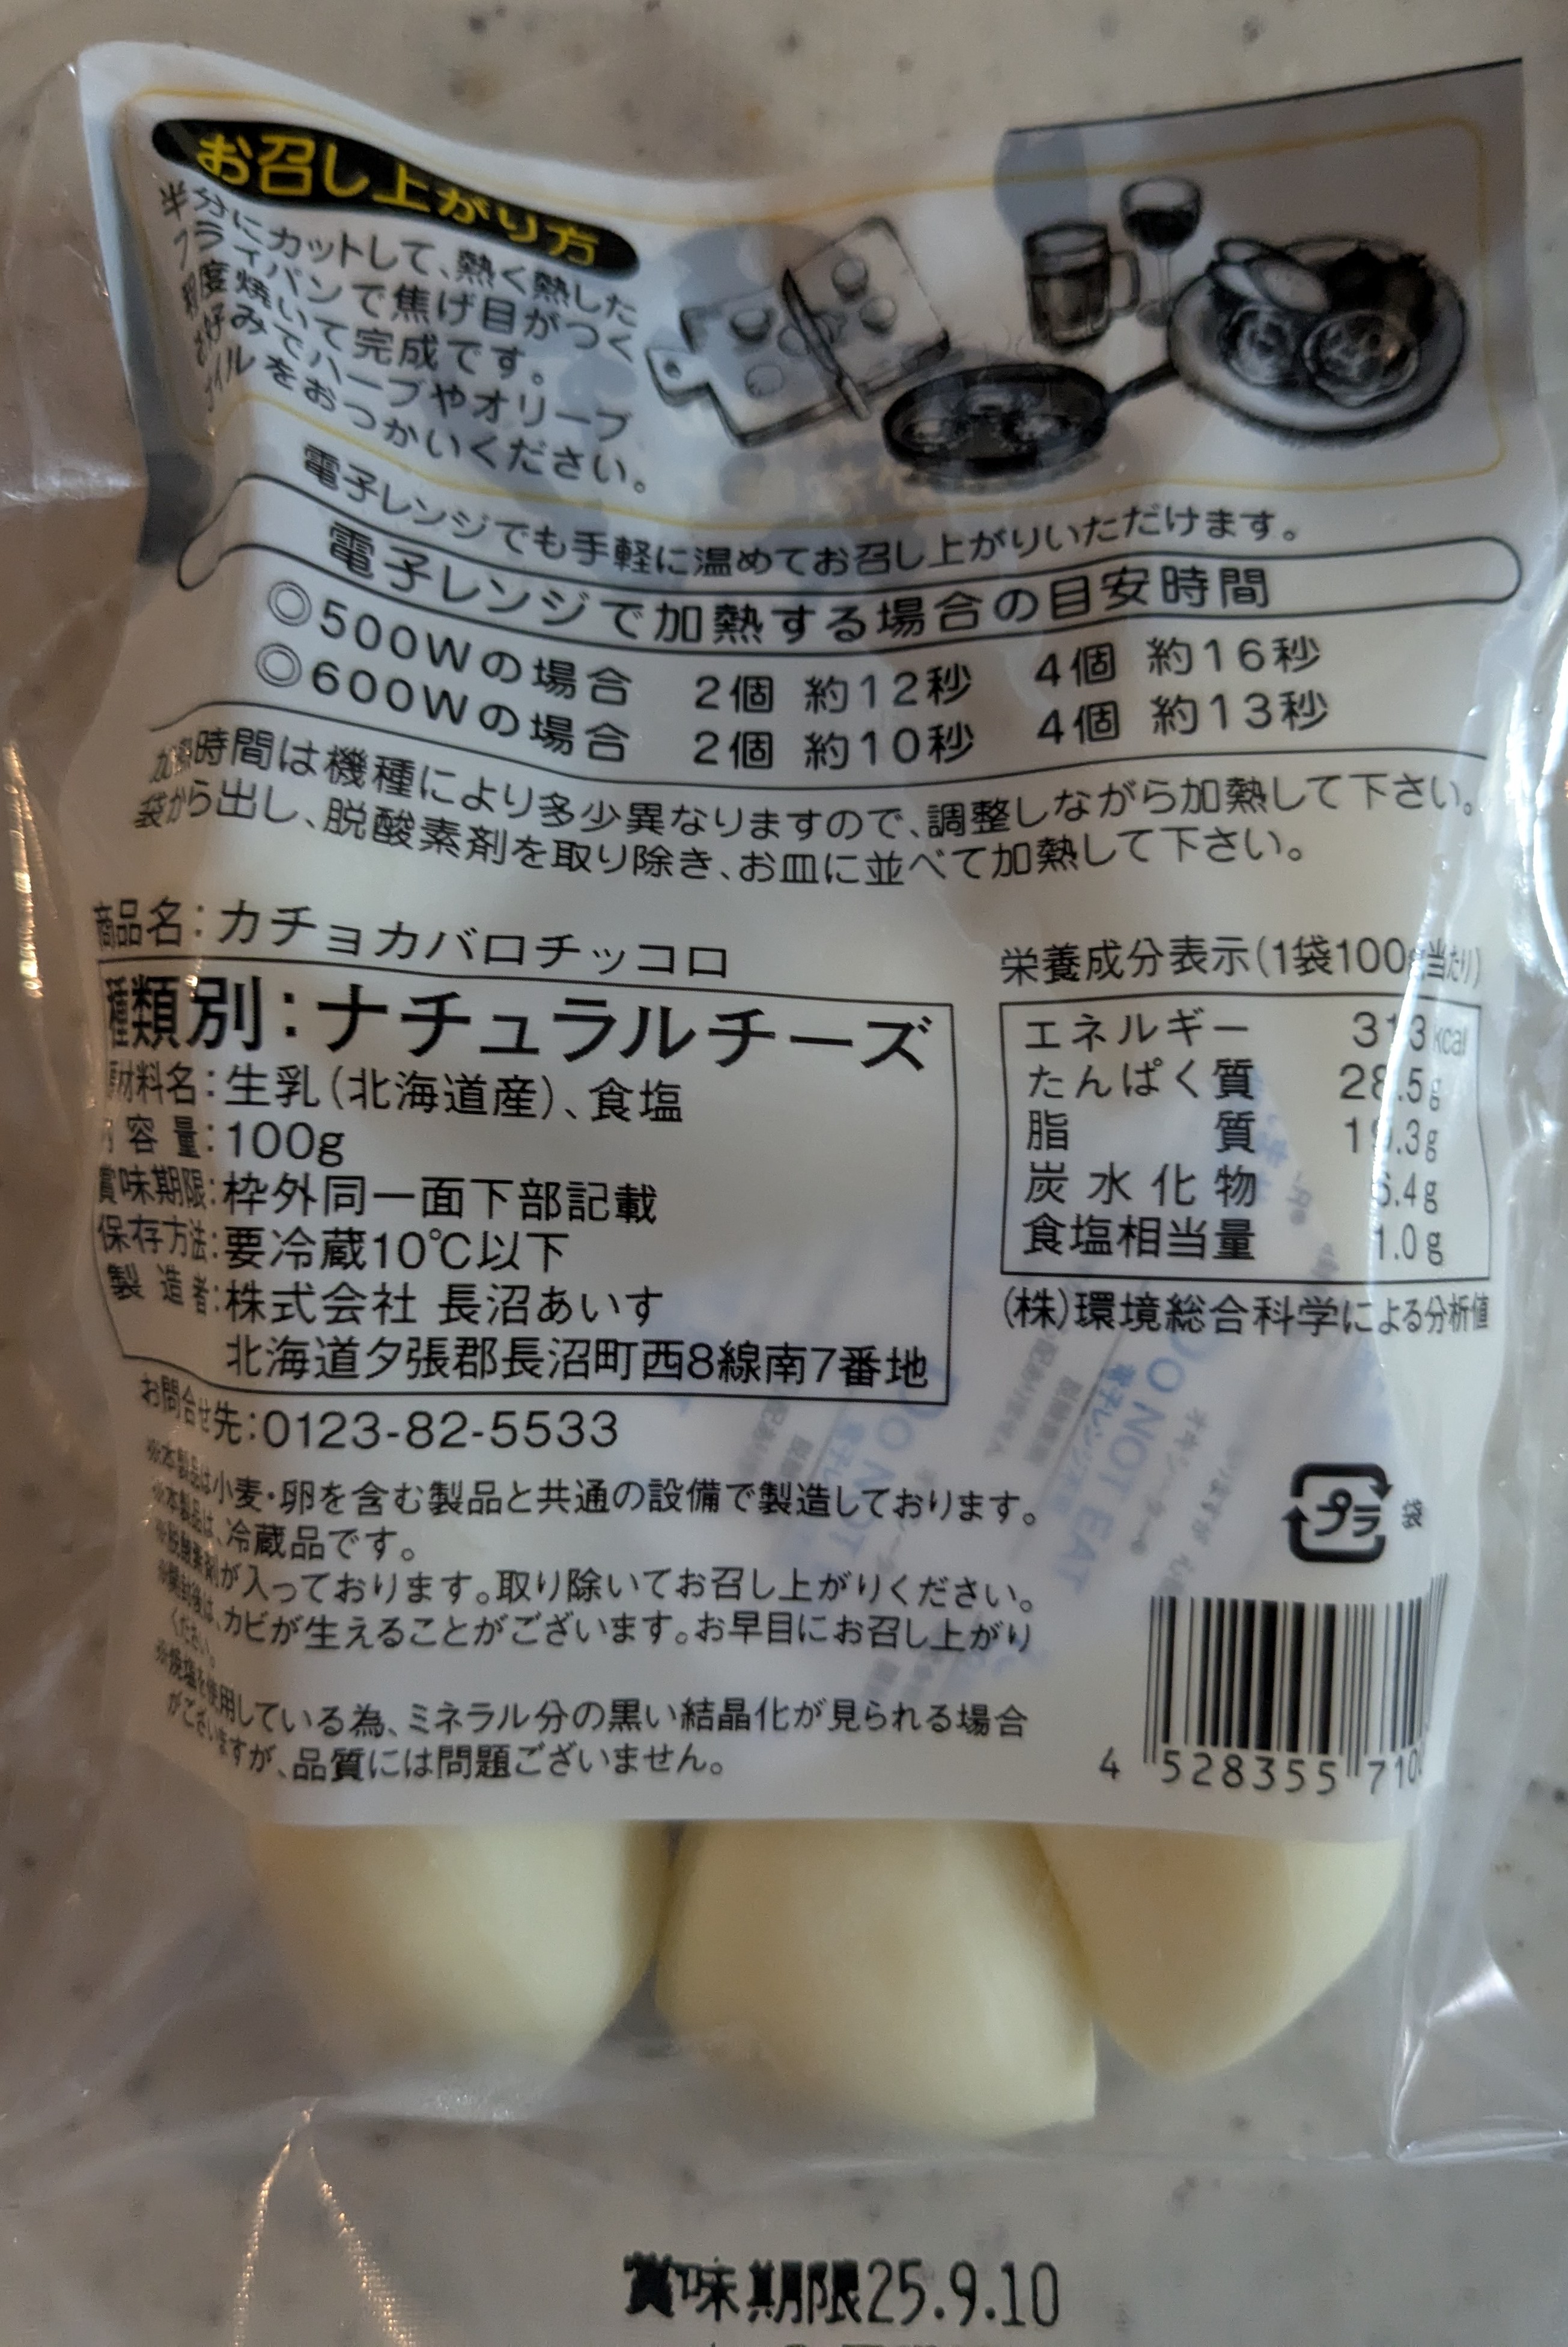 お召し上がり方
半分にカットして、熱く熱した
フライパンで焦げ目がつく
程度焼いて完成です。
お好みでハーブやオリーブ
オイルをおつかいください。
電子レンジでも手軽に温めてお召し上がりいただけます。
電子レンジで加熱する場合の目安時間
◎500Wの場合 2個 約12秒 4個 約16秒
◎600Wの場合 2個 約10秒 4個 約13秒
加熱時間は機種により多少異なりますので、調整しながら加熱して下さい。
袋から出し、脱酸素剤を取り除き、お皿に並べて加熱して下さい。
商品名:カチョカバロチッコロ
種類別:ナチュラルチーズ
原材料名:生乳(北海道産)、食塩
内容量:100g
賞味期限:枠外同一面下部記載
保存方法:要冷蔵10℃以下
製造者:株式会社 長沼あいす
北海道夕張郡長沼町西8線南7番地
お問合せ先:0123-82-5533
栄養成分表示(1袋100g当たり)
エネルギー 313kcal
たんぱく質 28.5g
脂質 19.3g
炭水化物 6.4g
食塩相当量 1.0g
(株)環境総合科学による分析値
※本製品は小麦・卵を含む製品と共通の設備で製造しております。
※本製品は、冷蔵品です。
※脱酸素剤が入っております。取り除いてお召し上がりください。
※開封後は、カビが生えることがございます。お早目にお召し上がり
ください。
※焼塩を使用している為、ミネラル分の黒い結晶化が見られる場合
がございますが、品質には問題ございません。
プラ 袋
DO NOT EAT
4 528355 710
賞味期限25.9.10